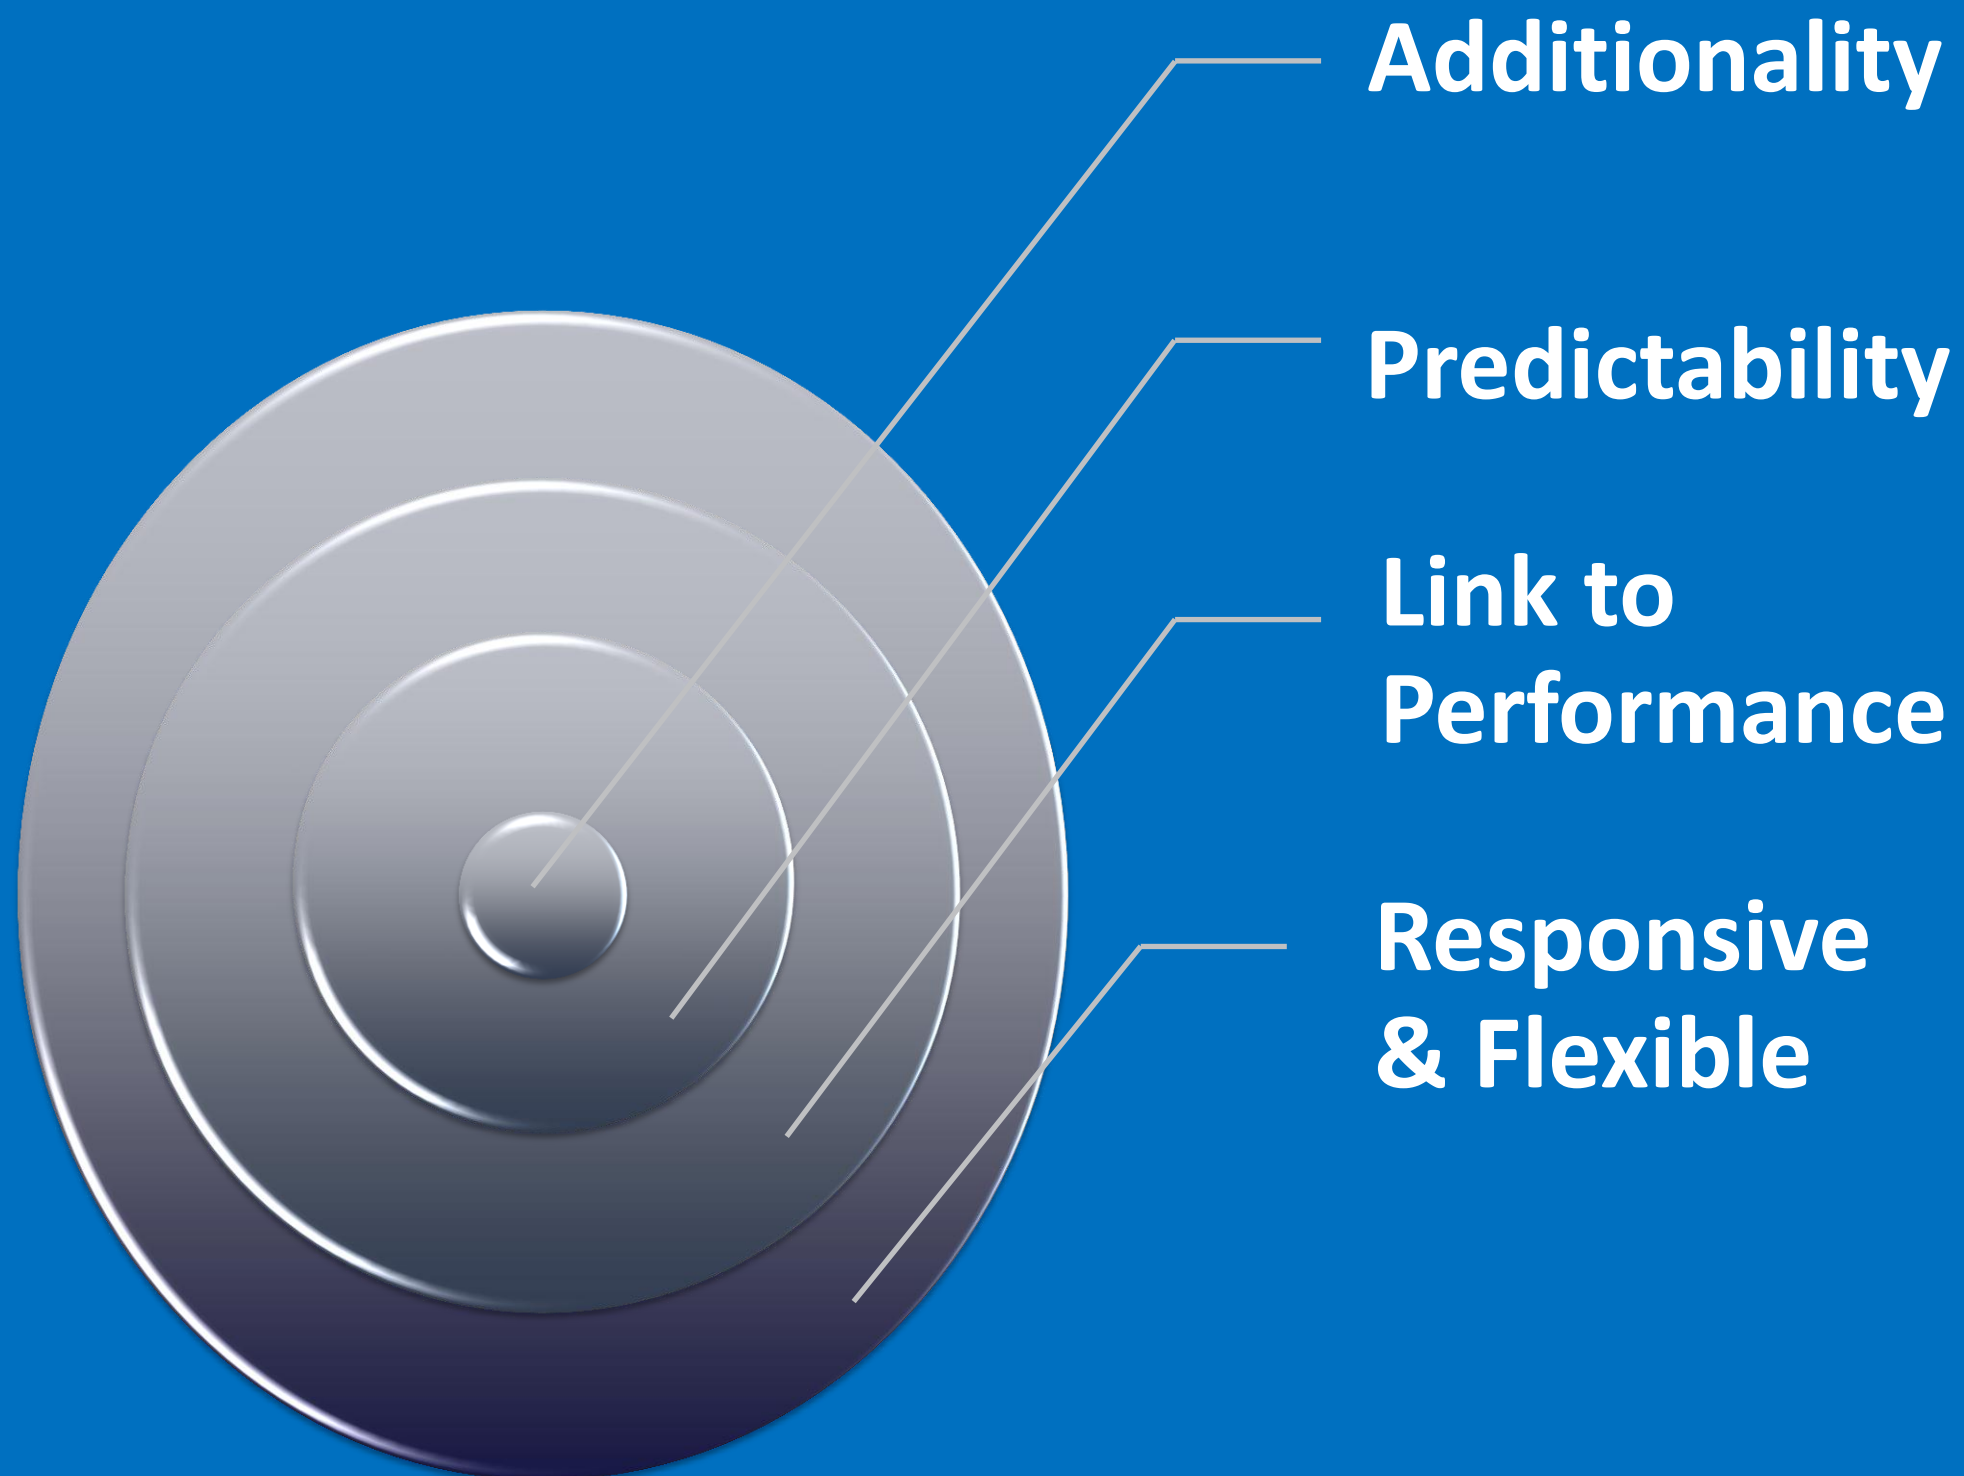 Additionality
Predictability
Link to
Performance
Responsive
& Flexible